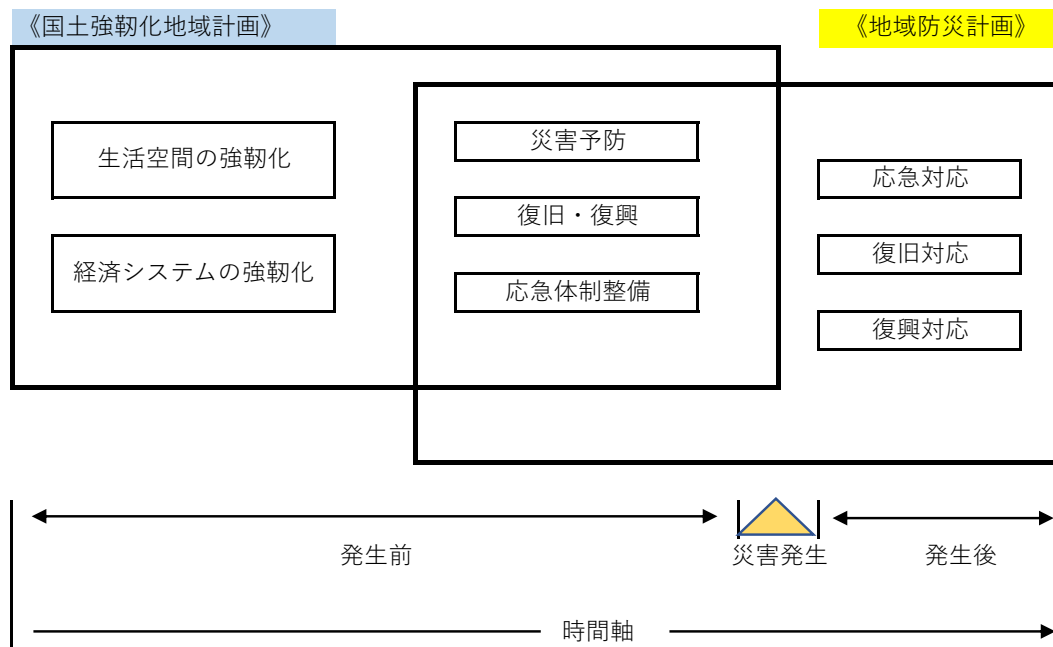 《国土強靭化地域計画》
《地域防災計画》
生活空間の強靭化
経済システムの強靭化
災害予防
復旧・復興
応急体制整備
応急対応
復旧対応
復興対応
発生前
災害発生
発生後
時間軸